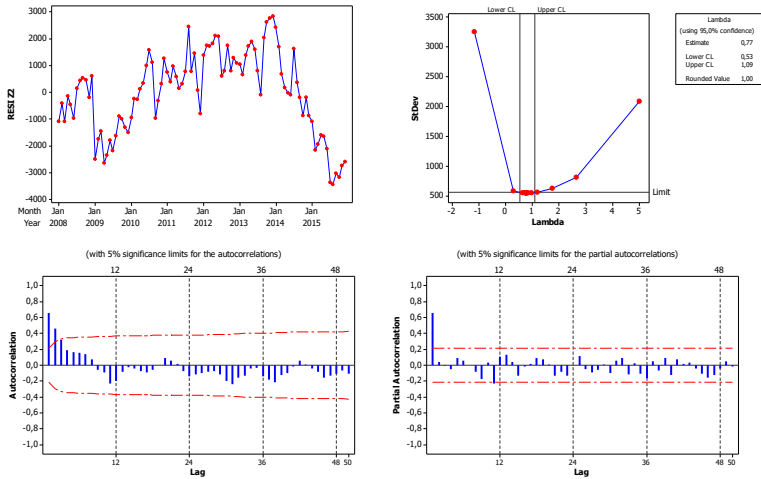 3000
2000
1000
0
-1000
-2000
-3000
-4000
RESI Z2
Month Jan Jan Jan Jan Jan Jan Jan Jan
Year 2008 2009 2010 2011 2012 2013 2014 2015
Lower CL Upper CL
3500
3000
2500
2000
1500
1000
500
StDev
Limit
-2 -1 0 1 2 3 4 5
Lambda
Lambda
(using 95,0% confidence)
Estimate 0,77
Lower CL 0,53
Upper CL 1,09
Rounded Value 1,00
(with 5% significance limits for the autocorrelations)
12 24 36 48
1,0
0,8
0,6
0,4
0,2
0,0
-0,2
-0,4
-0,6
-0,8
-1,0
Autocorrelation
12 24 36 48 50
Lag
(with 5% significance limits for the partial autocorrelations)
12 24 36 48
1,0
0,8
0,6
0,4
0,2
0,0
-0,2
-0,4
-0,6
-0,8
-1,0
Partial Autocorrelation
12 24 36 48 50
Lag